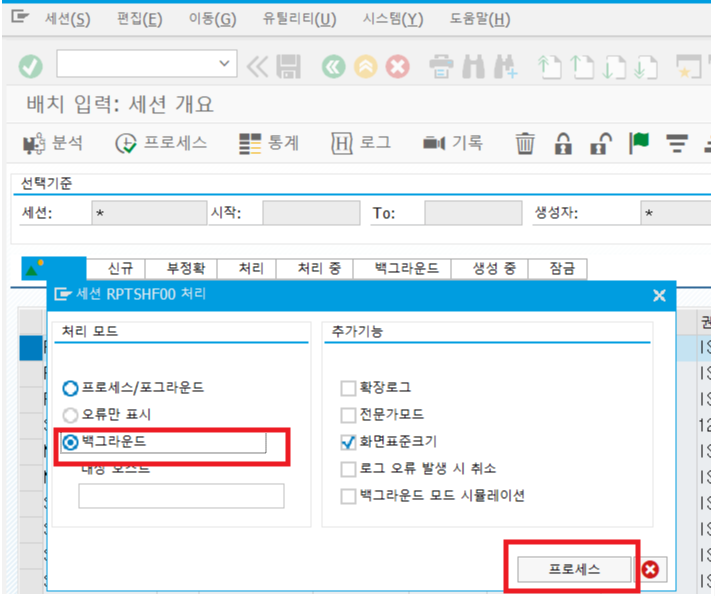 세션(S) 편집(E) 이동(G) 유틸리티(U) 시스템(Y) 도움말(H)
배치 입력: 세션 개요
분석 프로세스 통계 로그 기록
선택기준
세션: * 시작: To: 생성자: *
신규 부정확 처리 처리 중 백그라운드 생성 중 잠금
세션 RPTSHF00 처리
처리 모드 추가기능
프로세스/포그라운드 확장로그
오류만 표시 전문가모드
백그라운드 화면표준크기
대상 호스트 로그 오류 발생 시 취소
백그라운드 모드 시뮬레이션
프로세스